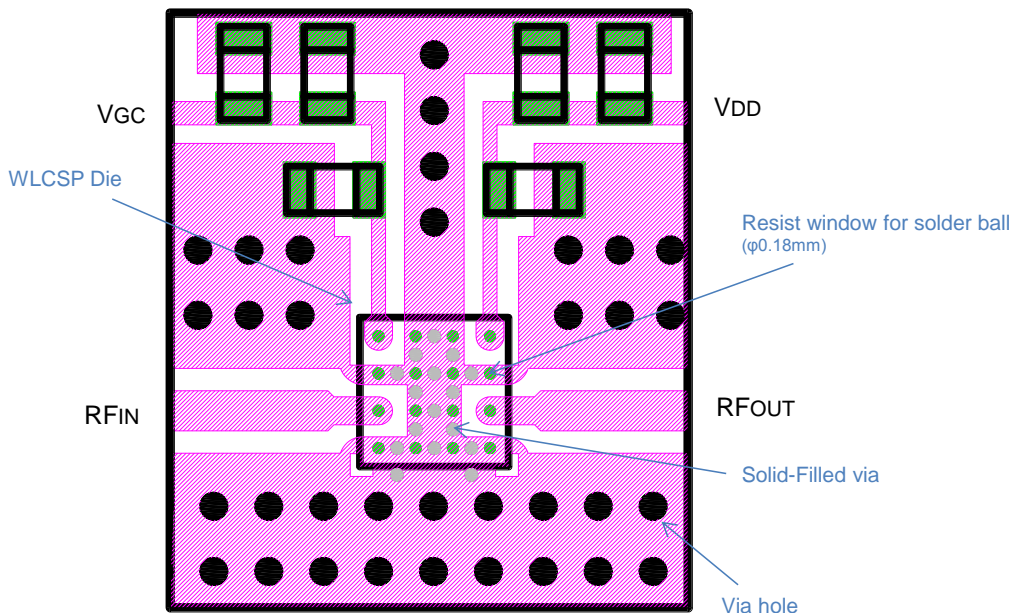 VGC
VDD
WLCSP Die
Resist window for solder ball
(φ0.18mm)
RFIN
RFOUT
Solid-Filled via
Via hole